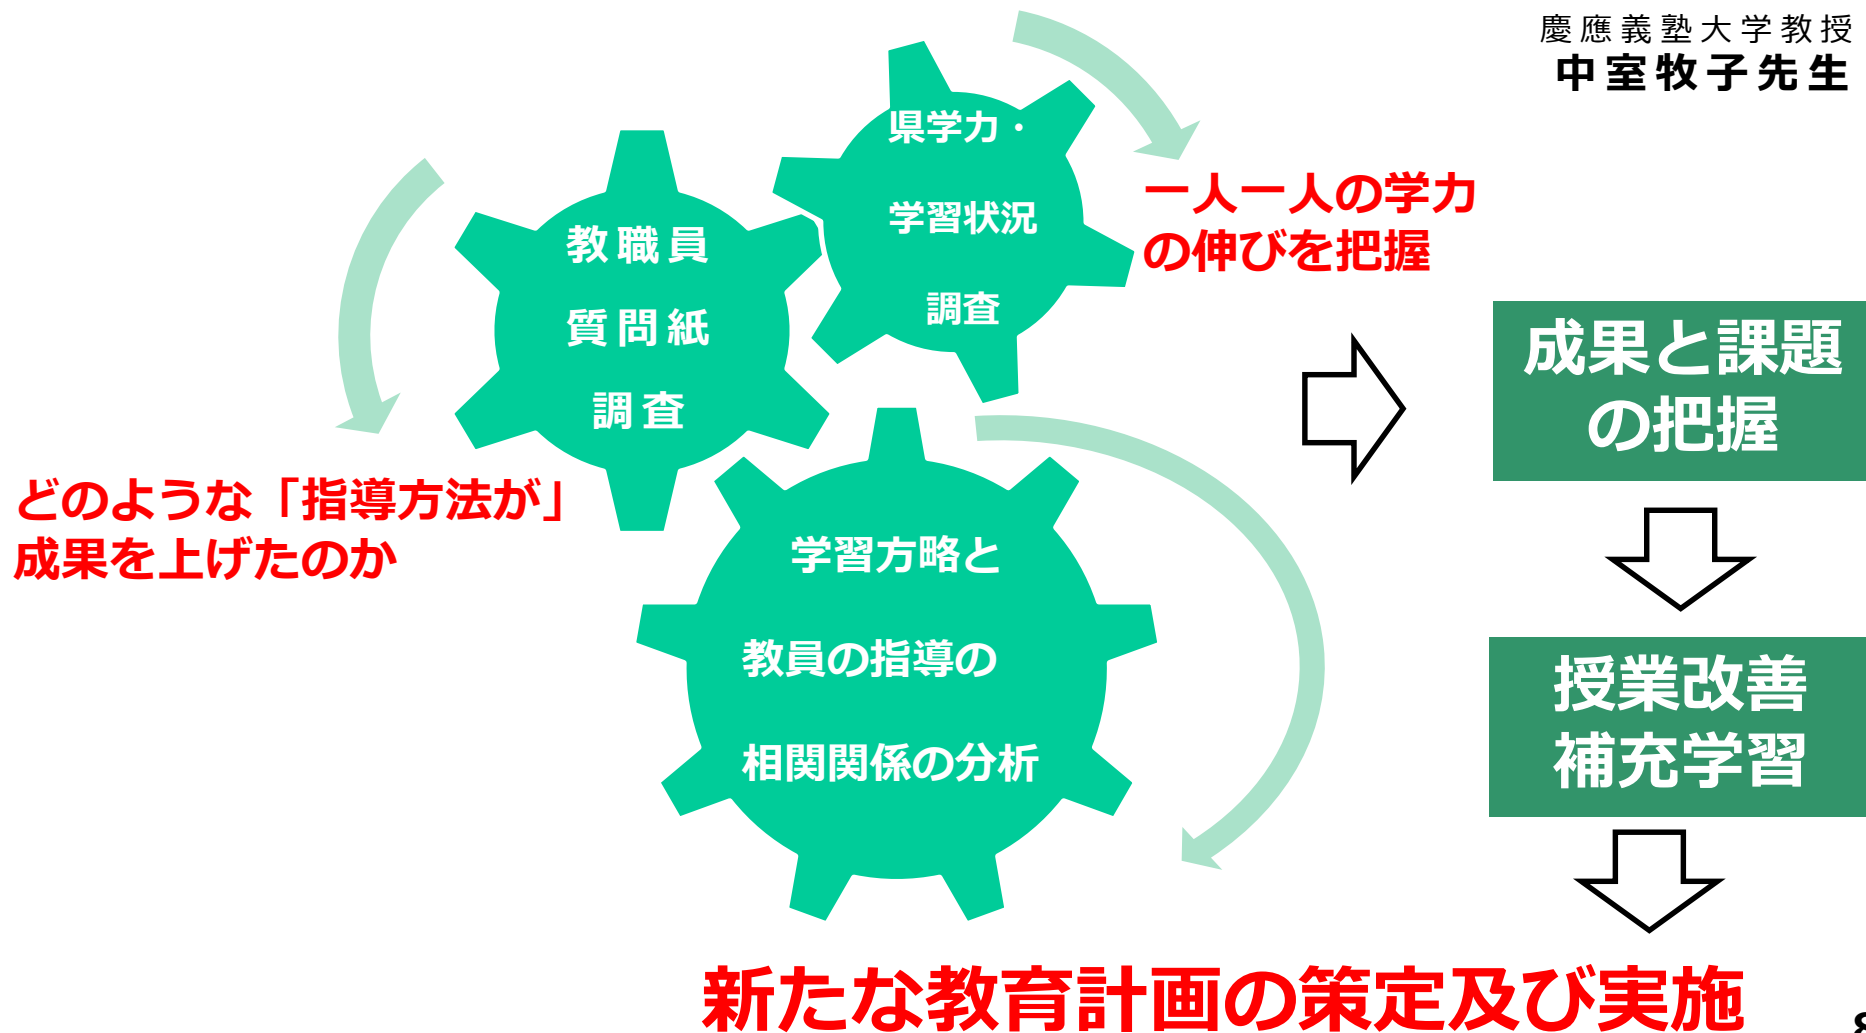 慶應義塾大学教授
中室牧子先生
県学力・
学習状況
調査
一人一人の学力
の伸びを把握
教職員
質問紙
調査
どのような「指導方法が」
成果を上げたのか
学習方略と
教員の指導の
相関関係の分析
成果と課題
の把握
授業改善
補充学習
新たな教育計画の策定及び実施